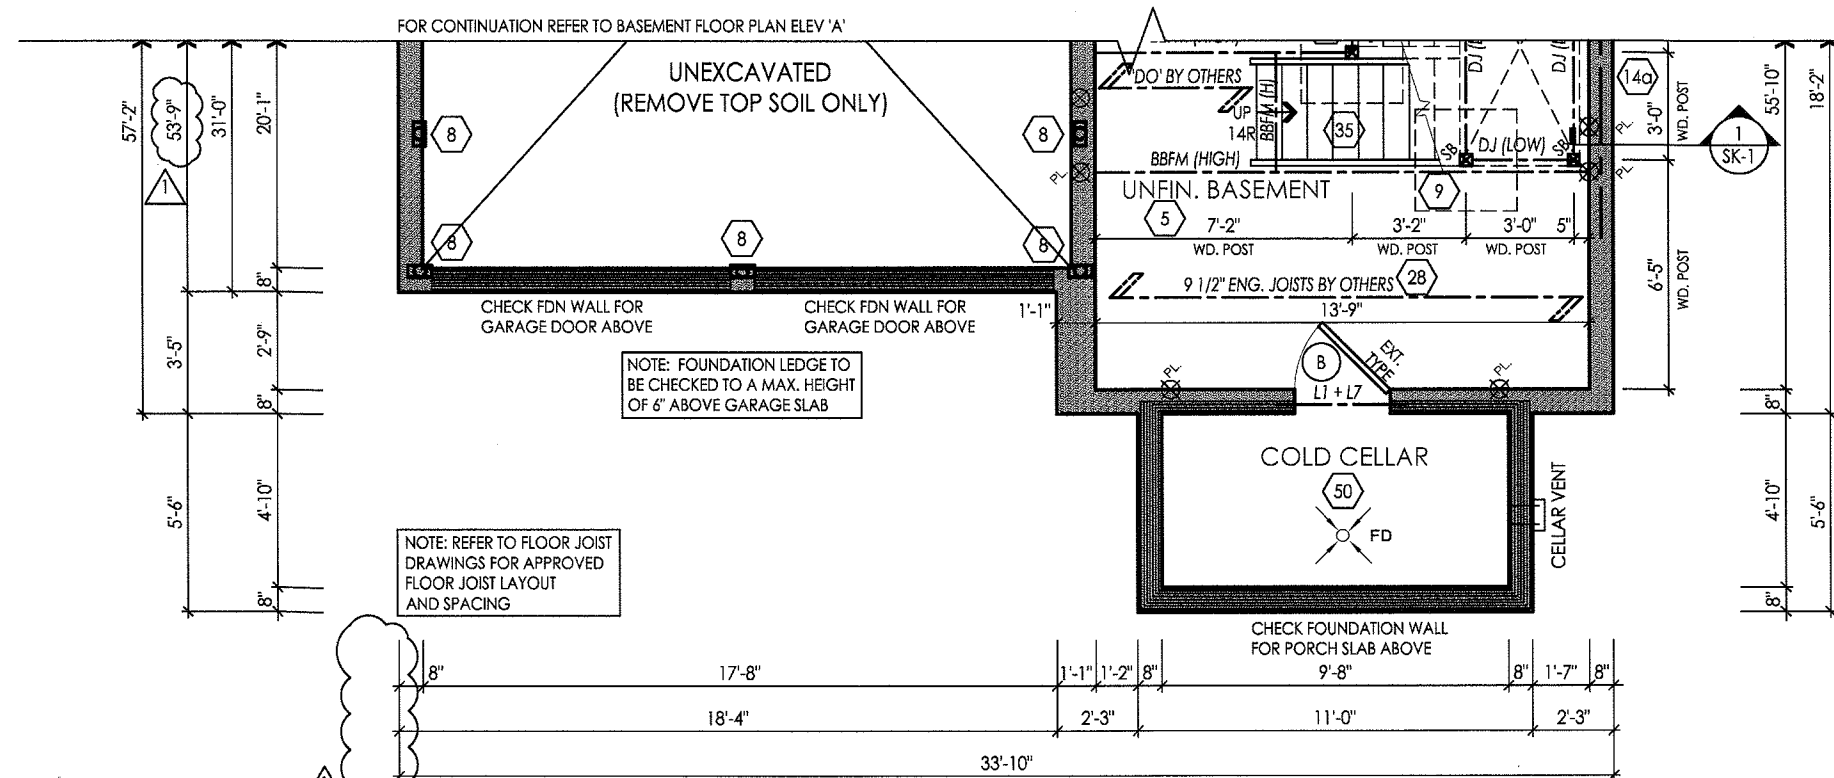 FOR CONTINUATION REFER TO BASEMENT FLOOR PLAN ELEV 'A'
UNEXCAVATED
(REMOVE TOP SOIL ONLY)
57'-2"
53'-9"
31'-0"
20'-1"
1
8
8
8
8
8
8"
3'-5"
2'-9"
8"
5'-6"
4'-10"
8"
PL.
'DO' BY OTHERS
BBFM (H)
UP
14R
35
BBFM (HIGH)
SB
DJ (LOW)
SB
PL.
PL.
14a
3'-0"
WD. POST
1
SK-1
55'-10"
18'-2"
UNFIN. BASEMENT
5
9
7'-2"
WD. POST
3'-2"
WD. POST
3'-0"
WD. POST
5"
6'-5"
WD. POST
9 1/2" ENG. JOISTS BY OTHERS
28
1'-1"
13'-9"
CHECK FDN WALL FOR
GARAGE DOOR ABOVE
CHECK FDN WALL FOR
GARAGE DOOR ABOVE
NOTE: FOUNDATION LEDGE TO
BE CHECKED TO A MAX. HEIGHT
OF 6" ABOVE GARAGE SLAB
PL.
B
EXT.
TYPE
L1 + L7
PL.
8"
COLD CELLAR
50
FD
CELLAR VENT
4'-10"
5'-6"
8"
NOTE: REFER TO FLOOR JOIST
DRAWINGS FOR APPROVED
FLOOR JOIST LAYOUT
AND SPACING
CHECK FOUNDATION WALL
FOR PORCH SLAB ABOVE
8"
17'-8"
1'-1"
1'-2"
8"
9'-8"
8"
1'-7"
8"
18'-4"
2'-3"
11'-0"
2'-3"
33'-10"